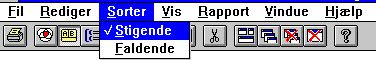 Fil Rediger Sorter Vis Rapport Vindue Hjælp
✓ Stigende
Faldende